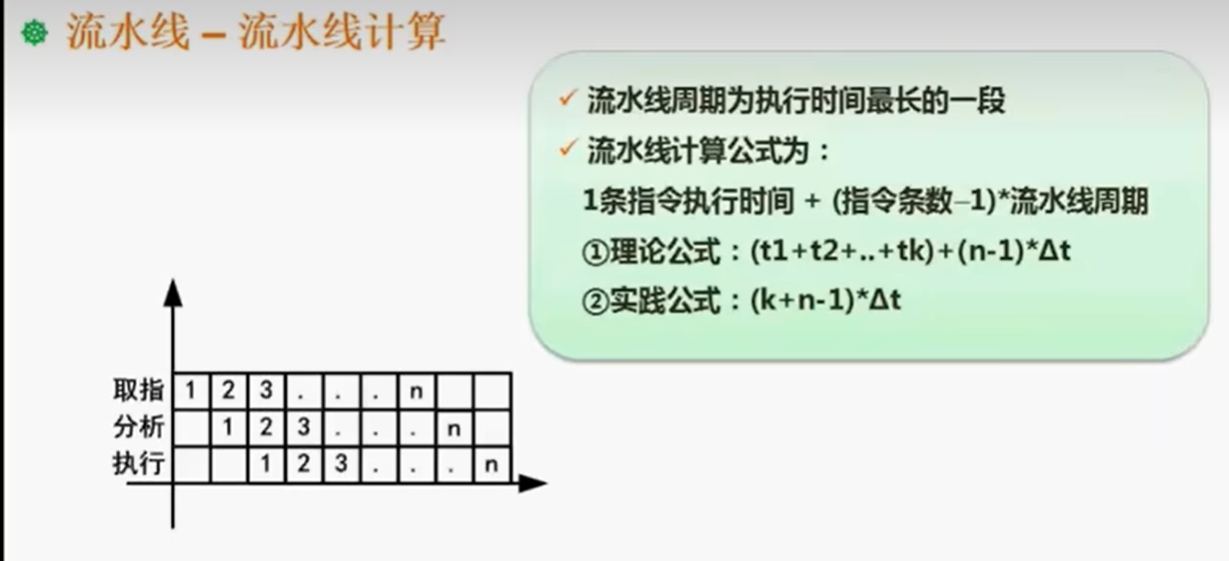 流水线 – 流水线计算
流水线周期为执行时间最长的一段
流水线计算公式为：
1条指令执行时间 + (指令条数–1)*流水线周期
①理论公式：(t1+t2+..+tk)+(n-1)*Δt
②实践公式：(k+n-1)*Δt
取指 1 2 3 . . . n
分析 1 2 3 . . . n
执行 1 2 3 . . . n